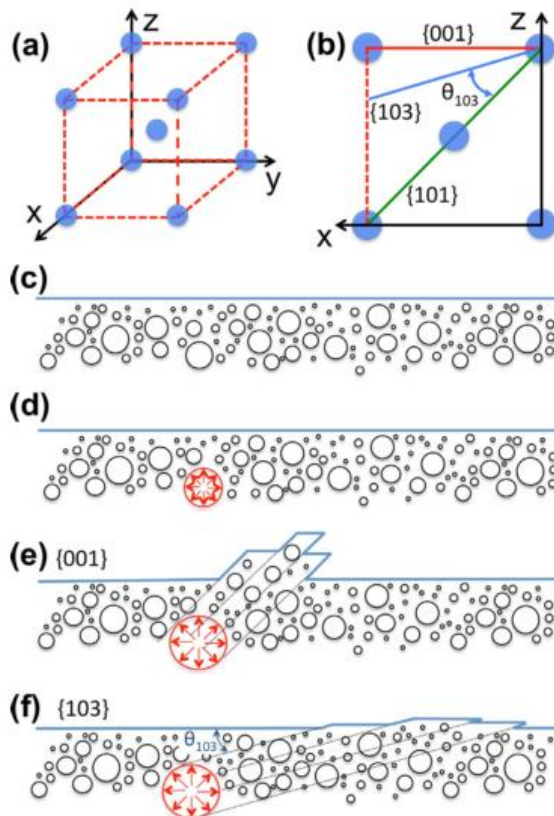 (a)
z
y
x
(b)
z
{001}
{103}
θ103
{101}
x
(c)
(d)
(e) {001}
(f) {103}
θ103